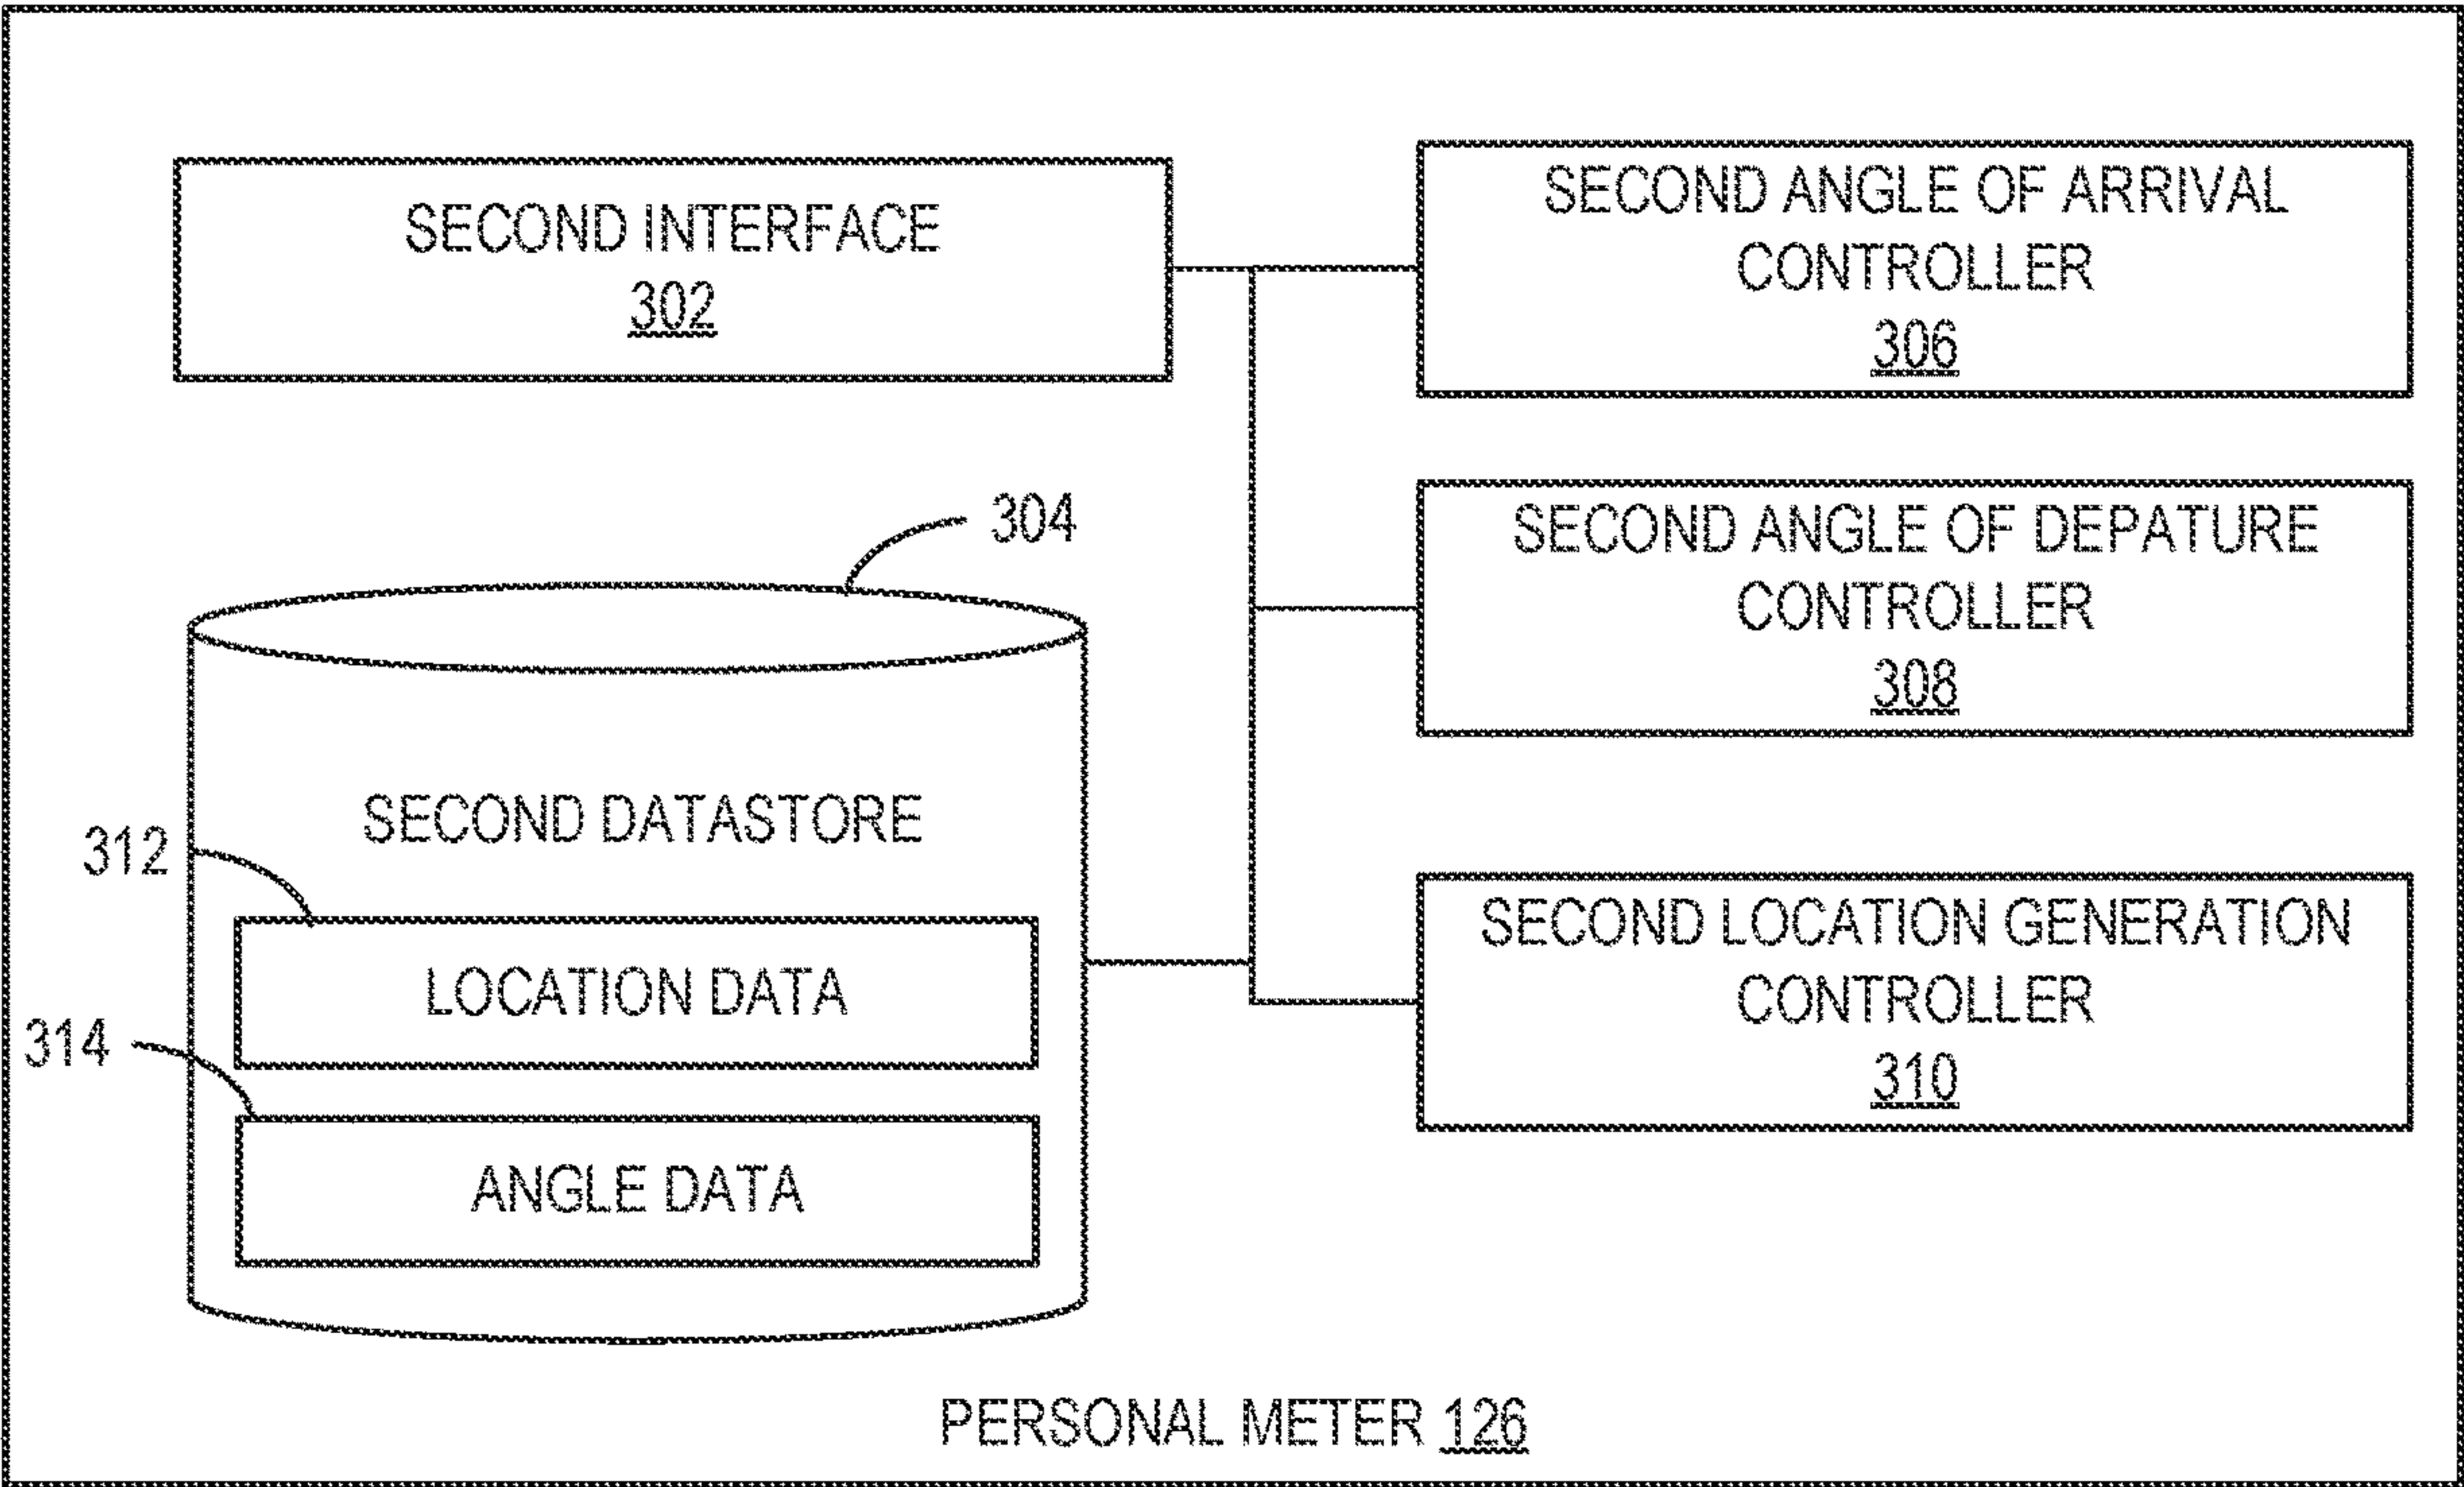 SECOND INTERFACE
302
SECOND ANGLE OF ARRIVAL
CONTROLLER
306
304
SECOND ANGLE OF DEPATURE
CONTROLLER
308
SECOND DATASTORE
312
LOCATION DATA
314
ANGLE DATA
SECOND LOCATION GENERATION
CONTROLLER
310
PERSONAL METER 126